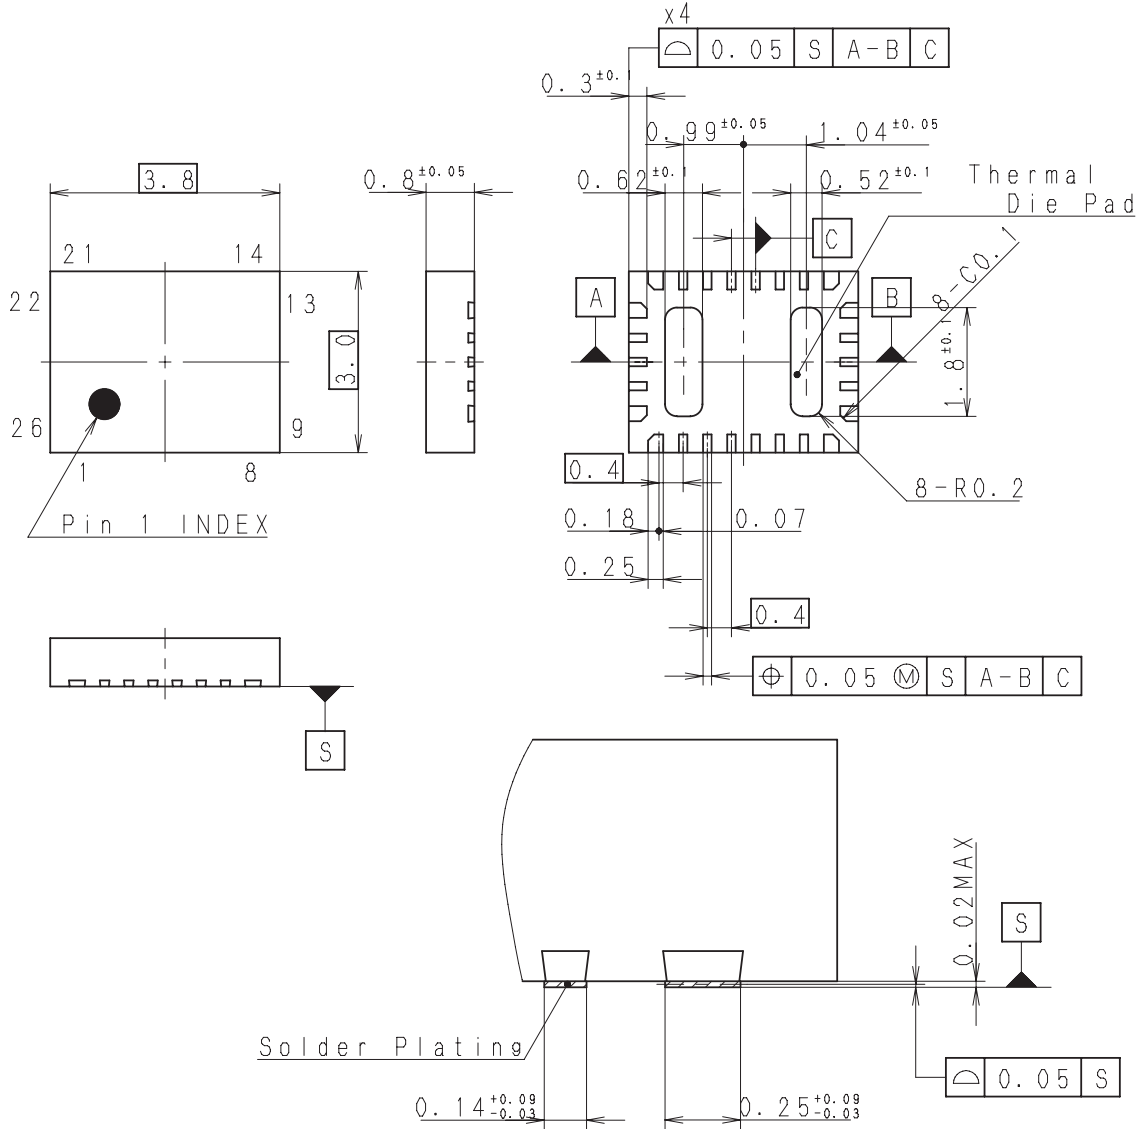 x4
⌓ 0.05 S A-B C
0.3±0.1
0.99±0.05
1.04±0.05
3.8
0.8±0.05
0.62±0.1
0.52±0.1
Thermal
Die Pad
C
21
14
8-C0.1
22
13
A
B
3.0
1.8±0.1
26
9
1
8
0.4
8-R0.2
Pin 1 INDEX
0.18
0.07
0.25
0.4
⌖ 0.05 Ⓜ S A-B C
S
0.02MAX
S
Solder Plating
⌓ 0.05 S
0.14+0.09 -0.03
0.25+0.09 -0.03